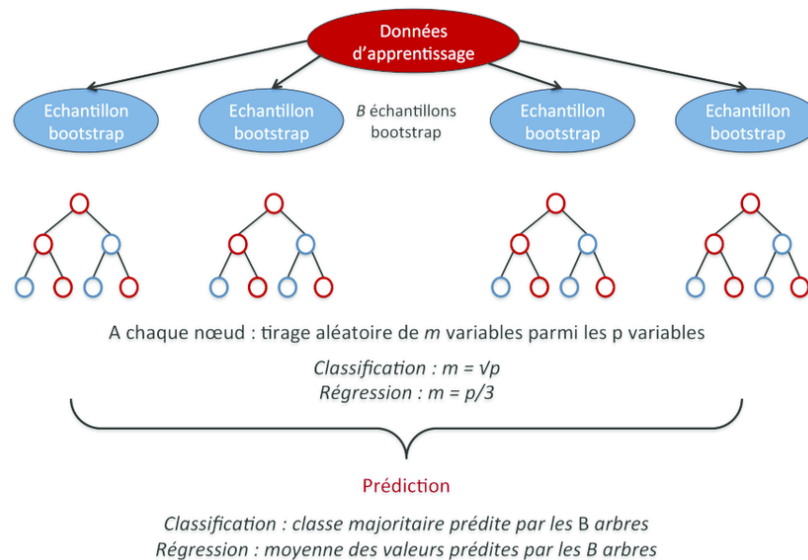 Données
d'apprentissage
Echantillon
bootstrap
Echantillon
bootstrap
B échantillons
bootstrap
Echantillon
bootstrap
Echantillon
bootstrap
A chaque nœud : tirage aléatoire de m variables parmi les p variables
Classification : m = √p
Régression : m = p/3
Prédiction
Classification : classe majoritaire prédite par les B arbres
Régression : moyenne des valeurs prédites par les B arbres